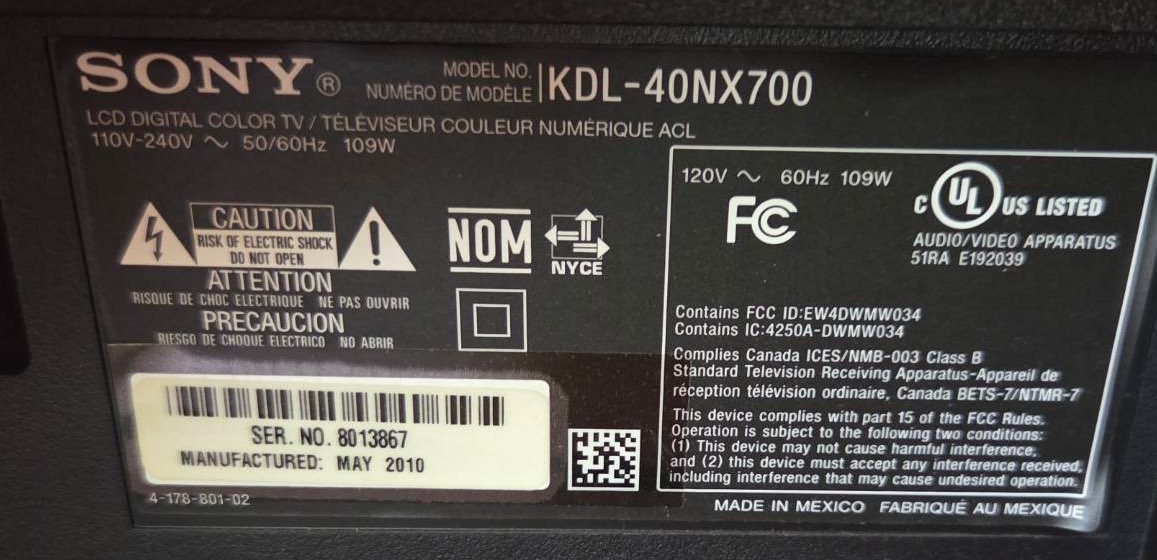 SONY®
MODEL NO.
NUMÉRO DE MODÈLE
KDL-40NX700
LCD DIGITAL COLOR TV / TÉLÉVISEUR COULEUR NUMÉRIQUE ACL
110V-240V ∼ 50/60Hz 109W
CAUTION
RISK OF ELECTRIC SHOCK
DO NOT OPEN
ATTENTION
RISQUE DE CHOC ELECTRIQUE NE PAS OUVRIR
PRECAUCION
RIESGO DE CHOQUE ELECTRICO NO ABRIR
NOM
NYCE
SER. NO. 8013867
MANUFACTURED: MAY 2010
4-178-801-02
120V ∼ 60Hz 109W
FC
C UL US LISTED
AUDIO/VIDEO APPARATUS
51RA E192039
Contains FCC ID:EW4DWMW034
Contains IC:4250A-DWMW034
Complies Canada ICES/NMB-003 Class B
Standard Television Receiving Apparatus-Appareil de
réception télévision ordinaire, Canada BETS-7/NTMR-7
This device complies with part 15 of the FCC Rules.
Operation is subject to the following two conditions:
(1) This device may not cause harmful interference,
and (2) this device must accept any interference received,
including interference that may cause undesired operation.
MADE IN MEXICO FABRIQUÉ AU MEXIQUE